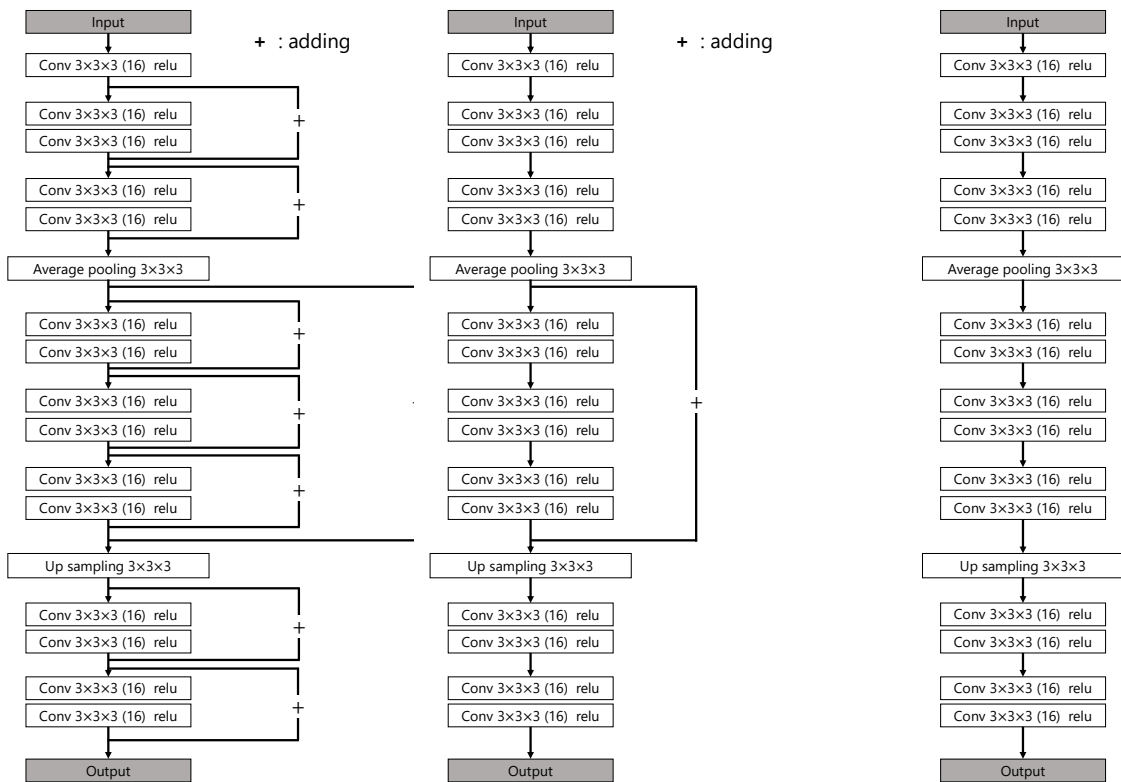 Input
+ : adding
Conv 3×3×3 (16) relu
Conv 3×3×3 (16) relu
+
Conv 3×3×3 (16) relu
Conv 3×3×3 (16) relu
+
Conv 3×3×3 (16) relu
Average pooling 3×3×3
Conv 3×3×3 (16) relu
+
Conv 3×3×3 (16) relu
Conv 3×3×3 (16) relu
+
Conv 3×3×3 (16) relu
Conv 3×3×3 (16) relu
+
Conv 3×3×3 (16) relu
Up sampling 3×3×3
Conv 3×3×3 (16) relu
+
Conv 3×3×3 (16) relu
Conv 3×3×3 (16) relu
+
Conv 3×3×3 (16) relu
Output
Input
+ : adding
Conv 3×3×3 (16) relu
Conv 3×3×3 (16) relu
Conv 3×3×3 (16) relu
Conv 3×3×3 (16) relu
Conv 3×3×3 (16) relu
Average pooling 3×3×3
Conv 3×3×3 (16) relu
Conv 3×3×3 (16) relu
Conv 3×3×3 (16) relu
+
Conv 3×3×3 (16) relu
Conv 3×3×3 (16) relu
Conv 3×3×3 (16) relu
Up sampling 3×3×3
Conv 3×3×3 (16) relu
Conv 3×3×3 (16) relu
Conv 3×3×3 (16) relu
Conv 3×3×3 (16) relu
Output
Input
Conv 3×3×3 (16) relu
Conv 3×3×3 (16) relu
Conv 3×3×3 (16) relu
Conv 3×3×3 (16) relu
Conv 3×3×3 (16) relu
Average pooling 3×3×3
Conv 3×3×3 (16) relu
Conv 3×3×3 (16) relu
Conv 3×3×3 (16) relu
Conv 3×3×3 (16) relu
Conv 3×3×3 (16) relu
Conv 3×3×3 (16) relu
Up sampling 3×3×3
Conv 3×3×3 (16) relu
Conv 3×3×3 (16) relu
Conv 3×3×3 (16) relu
Conv 3×3×3 (16) relu
Output